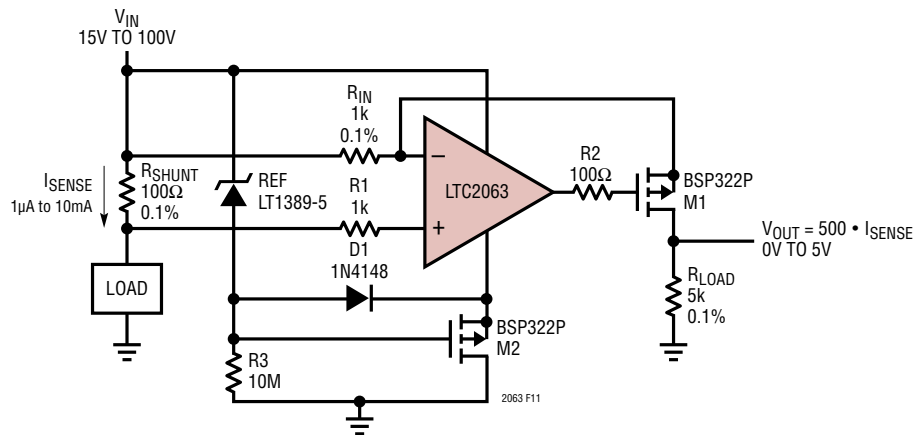 VIN
15V TO 100V
RIN
1k
0.1%
ISENSE
1µA to 10mA
RSHUNT
100Ω
0.1%
REF
LT1389-5
R1
1k
−
+
LTC2063
R2
100Ω
BSP322P
M1
VOUT = 500 • ISENSE
0V TO 5V
LOAD
D1
1N4148
RLOAD
5k
0.1%
BSP322P
M2
R3
10M
2063 F11